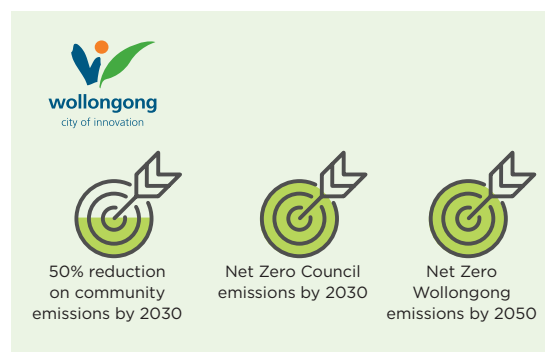 wollongong
city of innovation
50% reduction
on community
emissions by 2030
Net Zero Council
emissions by 2030
Net Zero
Wollongong
emissions by 2050